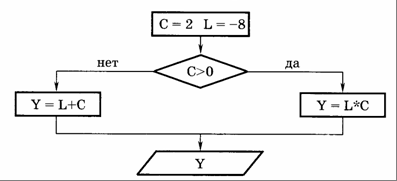 C = 2 L = −8
нет
C>0
да
Y = L+C
Y = L*C
Y